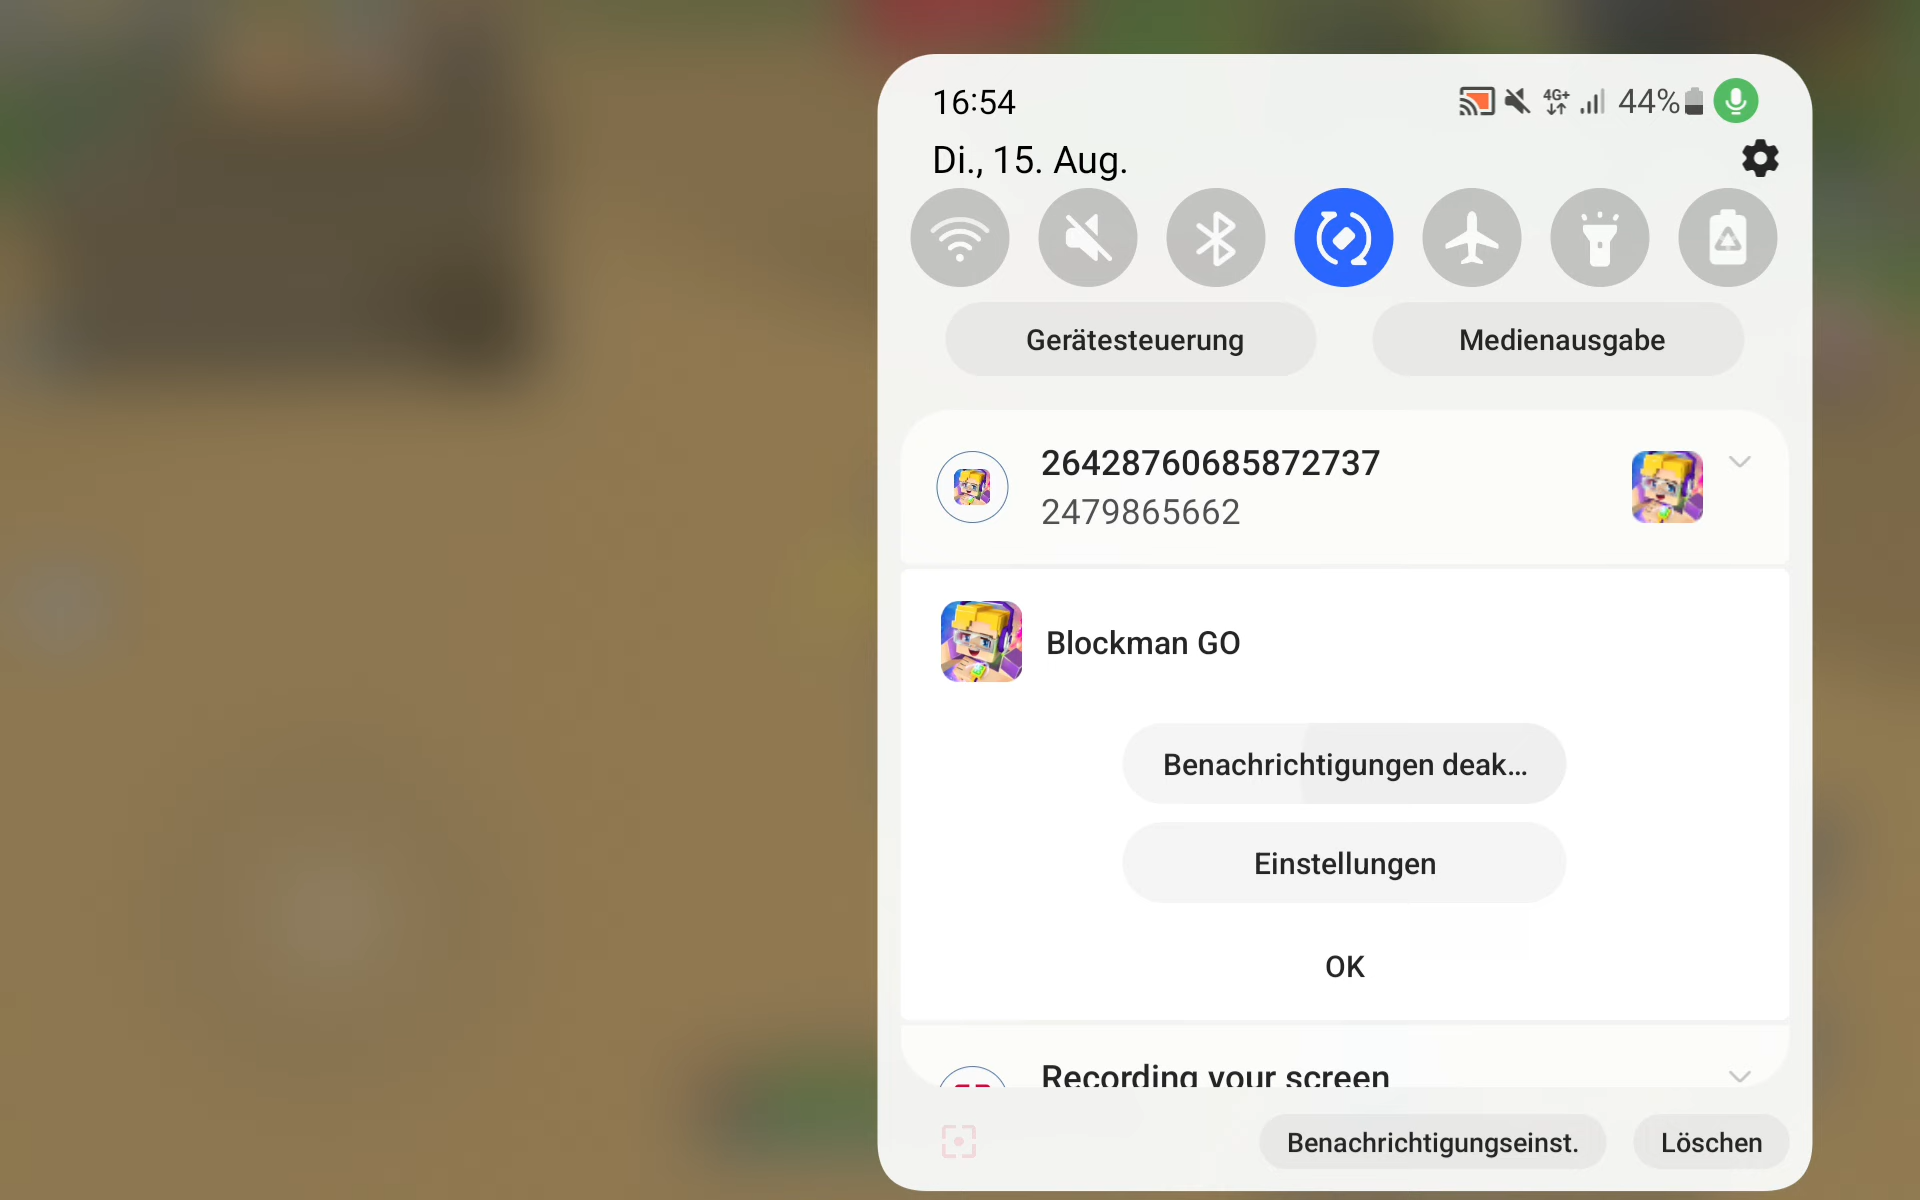 16:54
4G+
44%
Di., 15. Aug.
Gerätesteuerung
Medienausgabe
26428760685872737
2479865662
Blockman GO
Benachrichtigungen deak...
Einstellungen
OK
Recording your screen
Benachrichtigungseinst.
Löschen